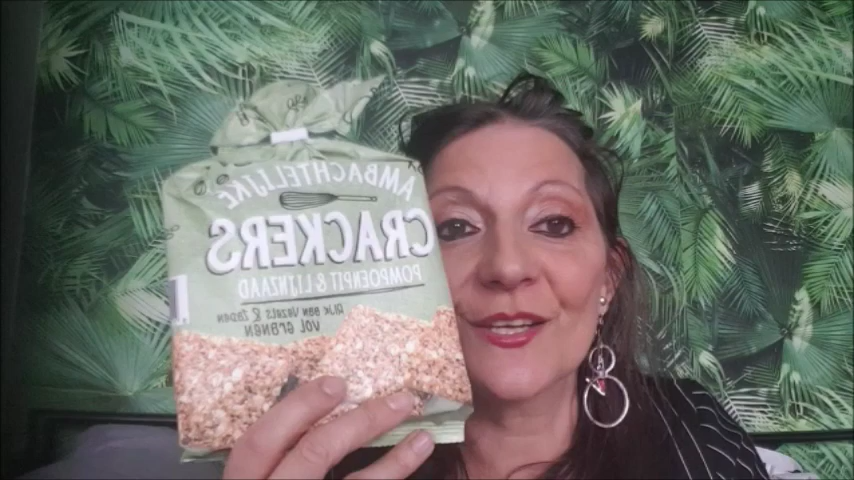 AMBACHTELIJKE
CRACKERS
POMPOENPIT & LIJNZAAD
RIJK AAN VEZELS & ZADEN
VOL GRANEN